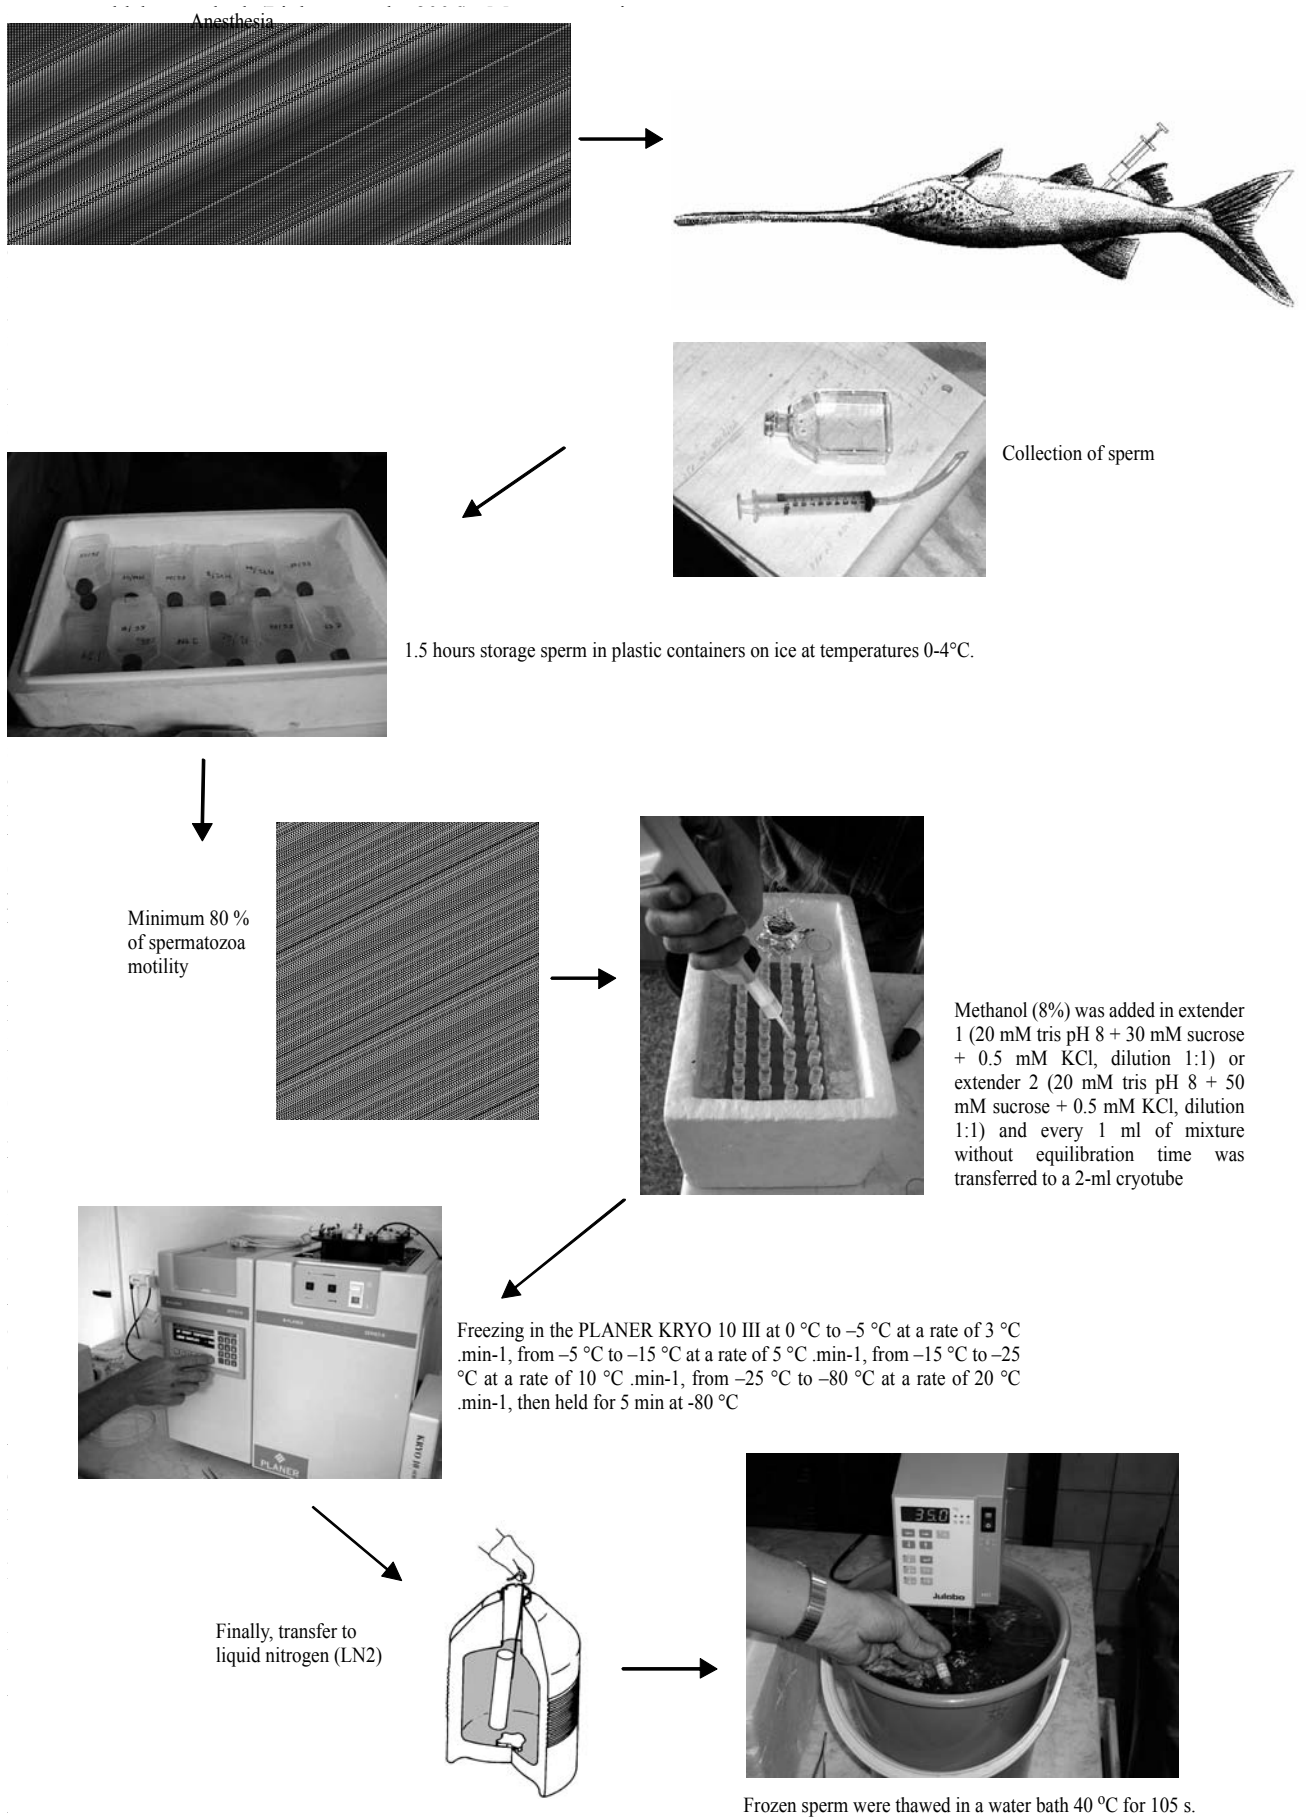 Anesthesia
Collection of sperm
1.5 hours storage sperm in plastic containers on ice at temperatures 0-4°C.
Minimum 80 %
of spermatozoa
motility
Methanol (8%) was added in extender
1 (20 mM tris pH 8 + 30 mM sucrose
+ 0.5 mM KCl, dilution 1:1) or
extender 2 (20 mM tris pH 8 + 50
mM sucrose + 0.5 mM KCl, dilution
1:1) and every 1 ml of mixture
without equilibration time was
transferred to a 2-ml cryotube
PLANER
KRYO 10
Freezing in the PLANER KRYO 10 III at 0 °C to –5 °C at a rate of 3 °C
.min-1, from –5 °C to –15 °C at a rate of 5 °C .min-1, from –15 °C to –25
°C at a rate of 10 °C .min-1, from –25 °C to –80 °C at a rate of 20 °C
.min-1, then held for 5 min at -80 °C
35.0
Julabo
Finally, transfer to
liquid nitrogen (LN2)
Frozen sperm were thawed in a water bath 40 °C for 105 s.